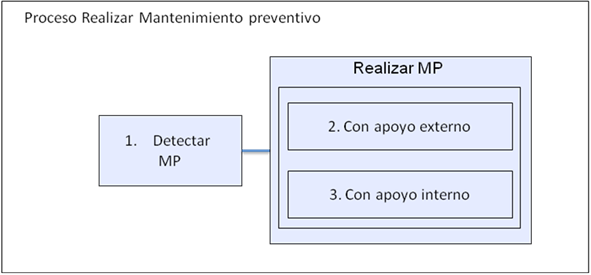 Proceso Realizar Mantenimiento preventivo
Realizar MP
1. Detectar
MP
2. Con apoyo externo
3. Con apoyo interno